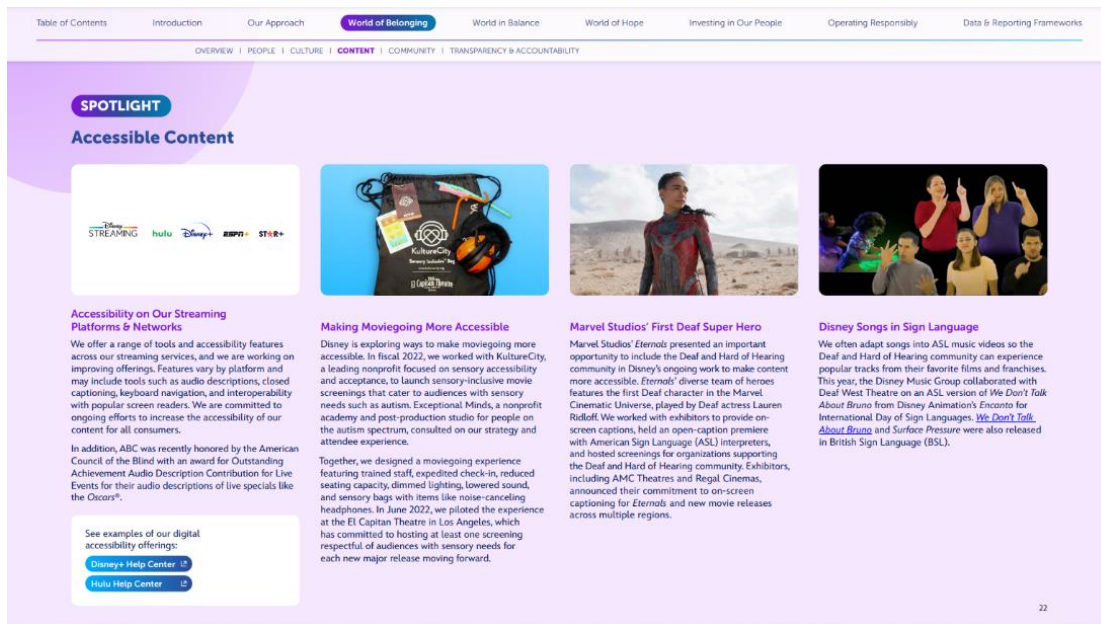 Table of Contents
Introduction
Our Approach
World of Belonging
World in Balance
World of Hope
Investing in Our People
Operating Responsibly
Data & Reporting Frameworks
OVERVIEW | PEOPLE | CULTURE | CONTENT | COMMUNITY | TRANSPARENCY & ACCOUNTABILITY
SPOTLIGHT
Accessible Content
Disney
STREAMING
hulu
Disney+
ESPN+
ST★R+
Accessibility on Our Streaming
Platforms & Networks
We offer a range of tools and accessibility features
across our streaming services, and we are working on
improving offerings. Features vary by platform and
may include tools such as audio descriptions, closed
captioning, keyboard navigation, and interoperability
with popular screen readers. We are committed to
ongoing efforts to increase the accessibility of our
content for all consumers.
In addition, ABC was recently honored by the American
Council of the Blind with an award for Outstanding
Achievement Audio Description Contribution for Live
Events for their audio descriptions of live specials like
the Oscars®.
See examples of our digital
accessibility offerings:
Disney+ Help Center
Hulu Help Center
KultureCity
Sensory Inclusive Bag
El Capitan Theatre
Making Moviegoing More Accessible
Disney is exploring ways to make moviegoing more
accessible. In fiscal 2022, we worked with KultureCity,
a leading nonprofit focused on sensory accessibility
and acceptance, to launch sensory-inclusive movie
screenings that cater to audiences with sensory
needs such as autism. Exceptional Minds, a nonprofit
academy and post-production studio for people on
the autism spectrum, consulted on our strategy and
attendee experience.
Together, we designed a moviegoing experience
featuring trained staff, expedited check-in, reduced
seating capacity, dimmed lighting, lowered sound,
and sensory bags with items like noise-canceling
headphones. In June 2022, we piloted the experience
at the El Capitan Theatre in Los Angeles, which
has committed to hosting at least one screening
respectful of audiences with sensory needs for
each new major release moving forward.
Marvel Studios' First Deaf Super Hero
Marvel Studios' Eternals presented an important
opportunity to include the Deaf and Hard of Hearing
community in Disney's ongoing work to make content
more accessible. Eternals' diverse team of heroes
features the first Deaf character in the Marvel
Cinematic Universe, played by Deaf actress Lauren
Ridloff. We worked with exhibitors to provide on-
screen captions, held an open-caption premiere
with American Sign Language (ASL) interpreters,
and hosted screenings for organizations supporting
the Deaf and Hard of Hearing community. Exhibitors,
including AMC Theatres and Regal Cinemas,
announced their commitment to on-screen
captioning for Eternals and new movie releases
across multiple regions.
Disney Songs in Sign Language
We often adapt songs into ASL music videos so the
Deaf and Hard of Hearing community can experience
popular tracks from their favorite films and franchises.
This year, the Disney Music Group collaborated with
Deaf West Theatre on an ASL version of We Don't Talk
About Bruno from Disney Animation's Encanto for
International Day of Sign Languages. We Don't Talk
About Bruno and Surface Pressure were also released
in British Sign Language (BSL).
22